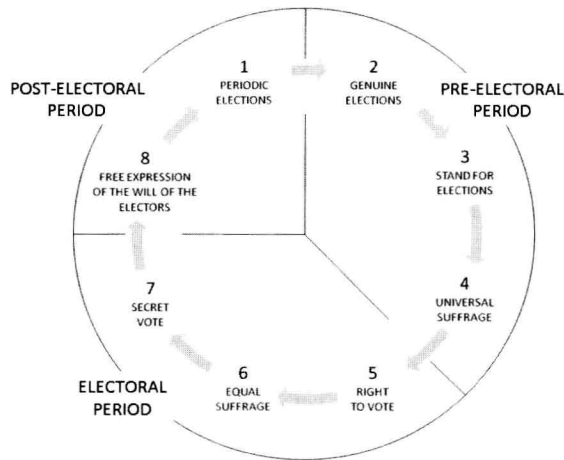 1
PERIODIC
ELECTIONS
2
GENUINE
ELECTIONS
POST-ELECTORAL
PERIOD
PRE-ELECTORAL
PERIOD
8
FREE EXPRESSION
OF THE WILL OF THE
ELECTORS
3
STAND FOR
ELECTIONS
7
SECRET
VOTE
4
UNIVERSAL
SUFFRAGE
ELECTORAL
PERIOD
6
EQUAL
SUFFRAGE
5
RIGHT
TO VOTE